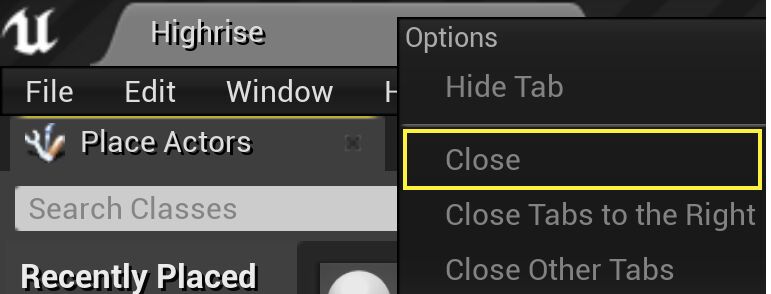 Highrise
File Edit Window H
Place Actors
Search Classes
Recently Placed
Options
Hide Tab
Close
Close Tabs to the Right
Close Other Tabs